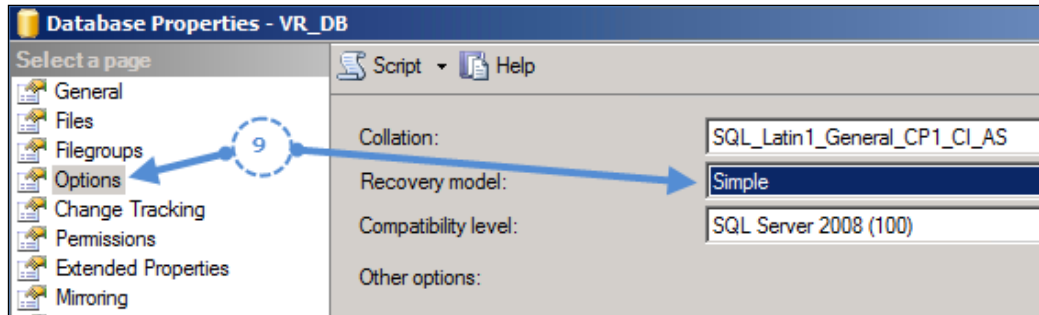 Database Properties - VR_DB
Select a page
General
Files
Filegroups
Options
Change Tracking
Permissions
Extended Properties
Mirroring
9
Script
Help
Collation:
SQL_Latin1_General_CP1_CI_AS
Recovery model:
Simple
Compatibility level:
SQL Server 2008 (100)
Other options: